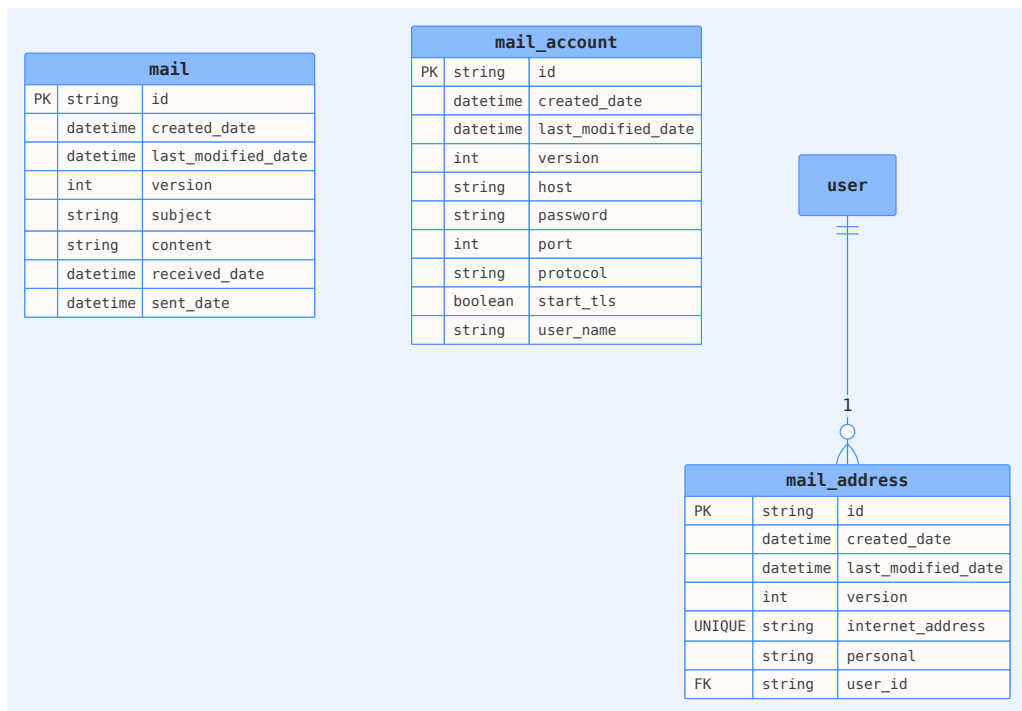 mail
PK string id
datetime created_date
datetime last_modified_date
int version
string subject
string content
datetime received_date
datetime sent_date
mail_account
PK string id
datetime created_date
datetime last_modified_date
int version
string host
string password
int port
string protocol
boolean start_tls
string user_name
user
1
mail_address
PK string id
datetime created_date
datetime last_modified_date
int version
UNIQUE string internet_address
string personal
FK string user_id